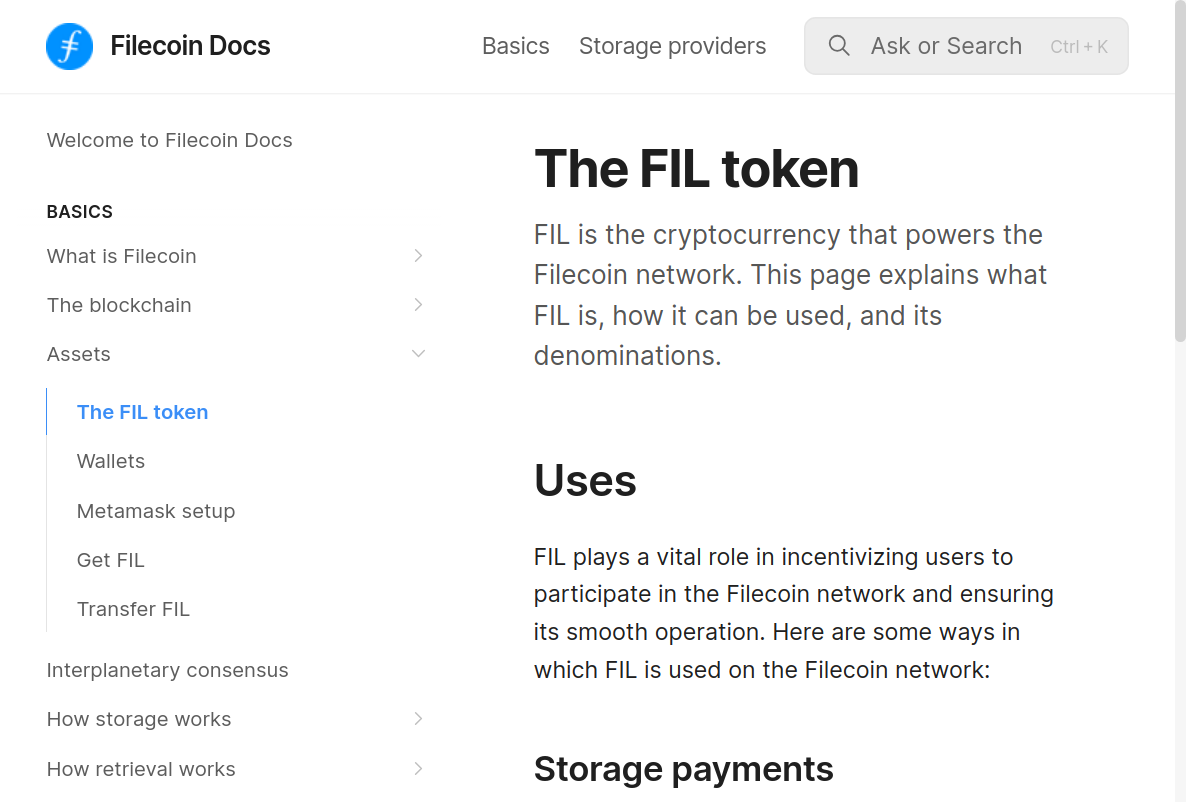 Filecoin Docs
Basics
Storage providers
Ask or Search
Ctrl + K
Welcome to Filecoin Docs
BASICS
What is Filecoin
The blockchain
Assets
The FIL token
Wallets
Metamask setup
Get FIL
Transfer FIL
Interplanetary consensus
How storage works
How retrieval works
The FIL token
FIL is the cryptocurrency that powers the
Filecoin network. This page explains what
FIL is, how it can be used, and its
denominations.
Uses
FIL plays a vital role in incentivizing users to
participate in the Filecoin network and ensuring
its smooth operation. Here are some ways in
which FIL is used on the Filecoin network:
Storage payments